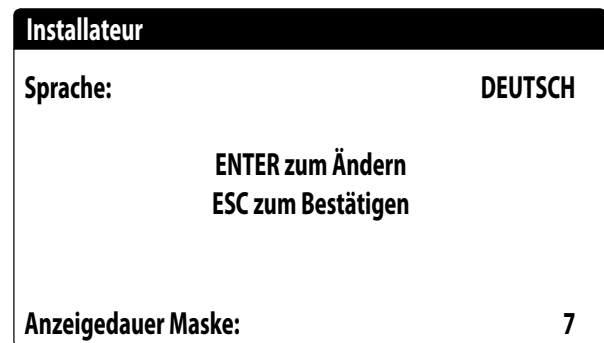 Installateur
Sprache: DEUTSCH
ENTER zum Ändern
ESC zum Bestätigen
Anzeigedauer Maske: 7